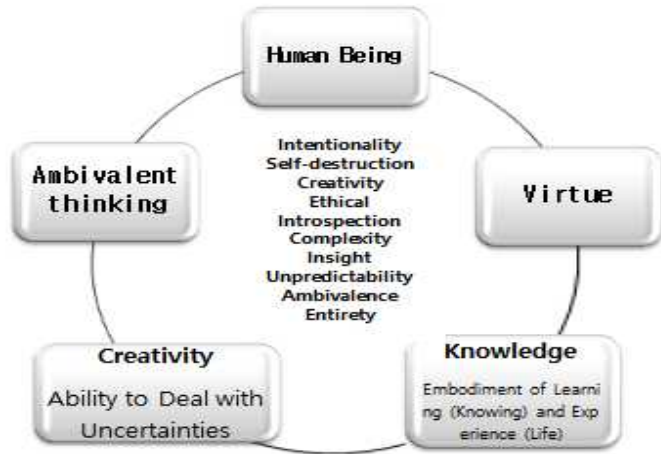 Human Being
Ambivalent
thinking
Intentionality
Self-destruction
Creativity
Ethical
Introspection
Complexity
Insight
Unpredictability
Ambivalence
Entirety
Virtue
Creativity
Ability to Deal with
Uncertainties
Knowledge
Embodiment of Learni
ng (Knowing) and Exp
erience (Life)